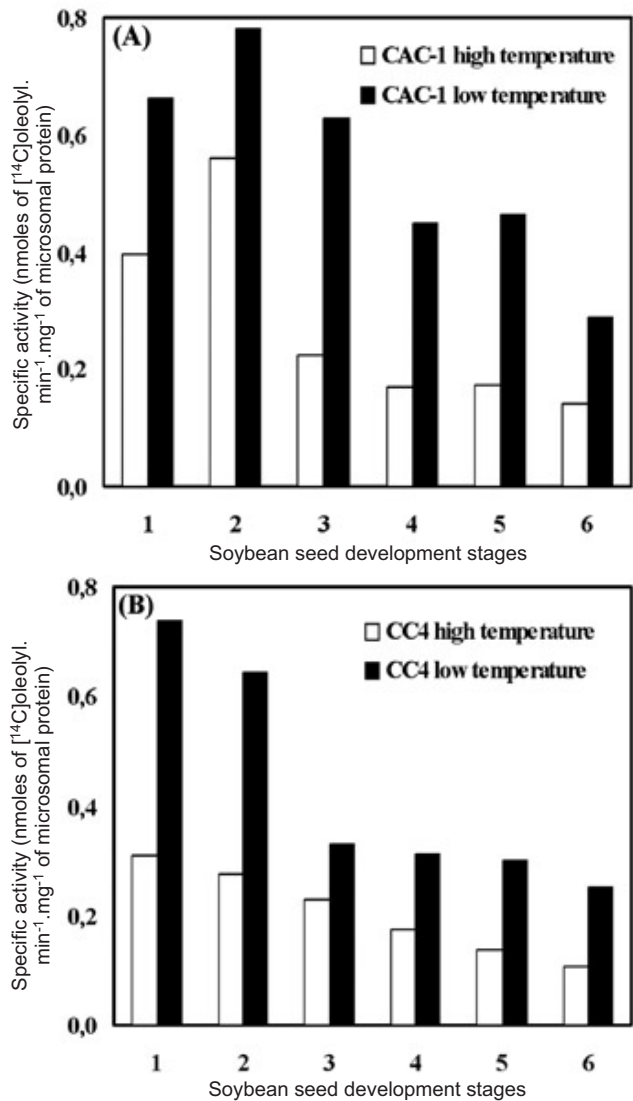 (A)
CAC-1 high temperature
CAC-1 low temperature
Specific activity (nmoles of [¹⁴C]oleolyl.
min⁻¹.mg⁻¹ of microsomal protein)
0,8
0,6
0,4
0,2
0,0
1 2 3 4 5 6
Soybean seed development stages
(B)
CC4 high temperature
CC4 low temperature
Specific activity (nmoles of [¹⁴C]oleolyl.
min⁻¹.mg⁻¹ of microsomal protein)
0,8
0,6
0,4
0,2
0,0
1 2 3 4 5 6
Soybean seed development stages